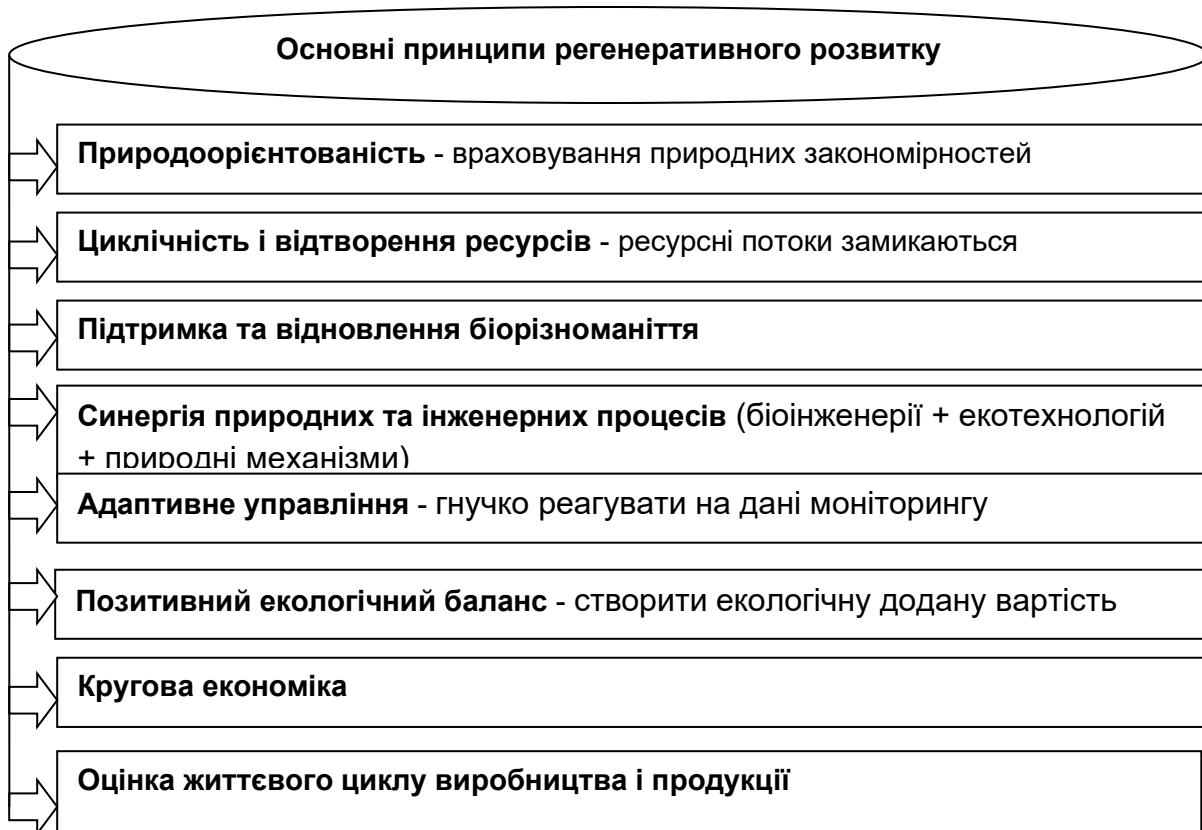 Основні принципи регенеративного розвитку
Природоорієнтованість - враховування природних закономірностей
Циклічність і відтворення ресурсів - ресурсні потоки замикаються
Підтримка та відновлення біорізноманіття
Синергія природних та інженерних процесів (біоінженерії + екотехнологій
+ природні механізми)
Адаптивне управління - гнучко реагувати на дані моніторингу
Позитивний екологічний баланс - створити екологічну додану вартість
Кругова економіка
Оцінка життєвого циклу виробництва і продукції